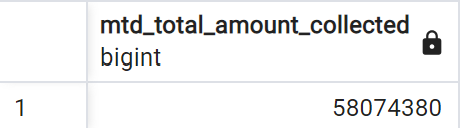 mtd_total_amount_collected
bigint
1
58074380